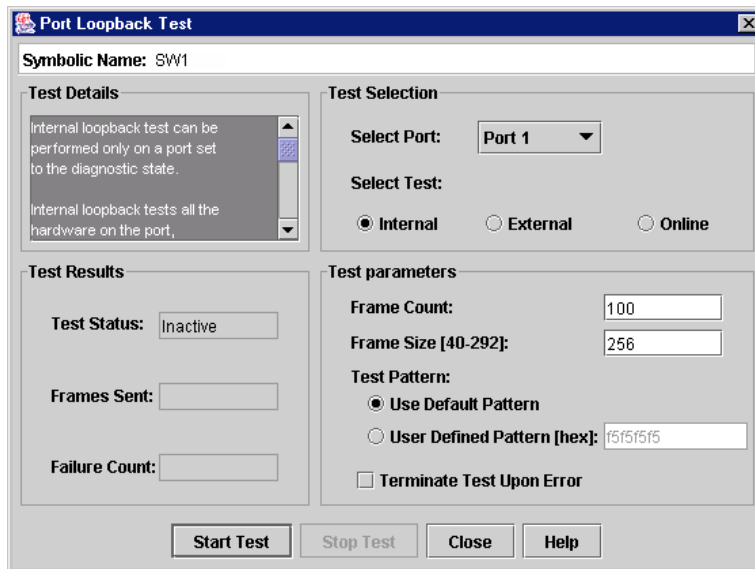 Port Loopback Test
Symbolic Name: SW1
Test Details
Internal loopback test can be
performed only on a port set
to the diagnostic state.
Internal loopback tests all the
hardware on the port,
Test Selection
Select Port: Port 1
Select Test:
Internal External Online
Test Results
Test Status: Inactive
Frames Sent:
Failure Count:
Test parameters
Frame Count: 100
Frame Size [40-292]: 256
Test Pattern:
Use Default Pattern
User Defined Pattern [hex]: f5f5f5f5
Terminate Test Upon Error
Start Test Stop Test Close Help